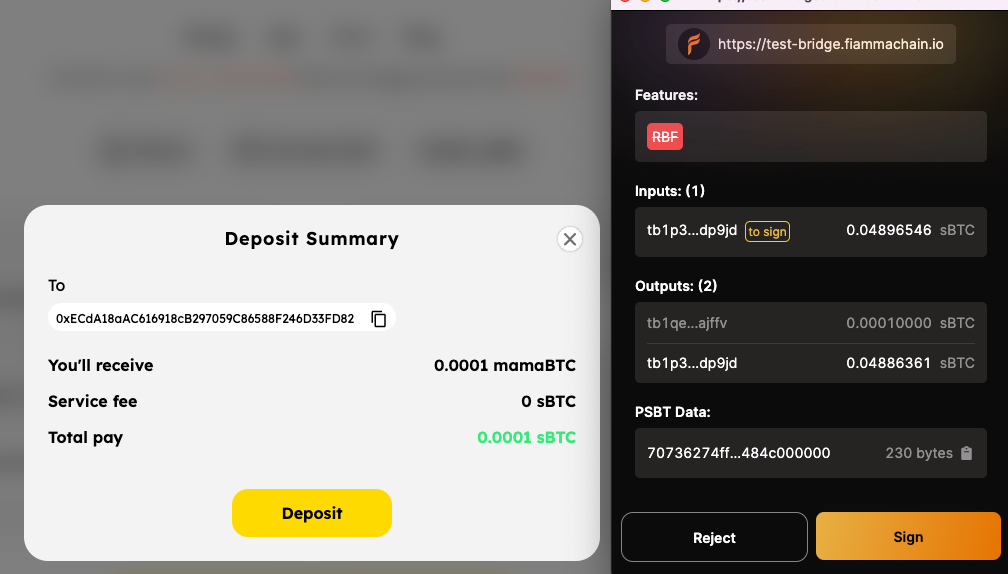 Deposit Summary
To
0xECdA18aAC616918cB297059C86588F246D33FD82
You'll receive 0.0001 mamaBTC
Service fee 0 sBTC
Total pay 0.0001 sBTC
Deposit
https://test-bridge.fiammachain.io
Features:
RBF
Inputs: (1)
tb1p3...dp9jd to sign 0.04896546 sBTC
Outputs: (2)
tb1qe...ajffv 0.00010000 sBTC
tb1p3...dp9jd 0.04886361 sBTC
PSBT Data:
70736274ff...484c000000 230 bytes
Reject Sign